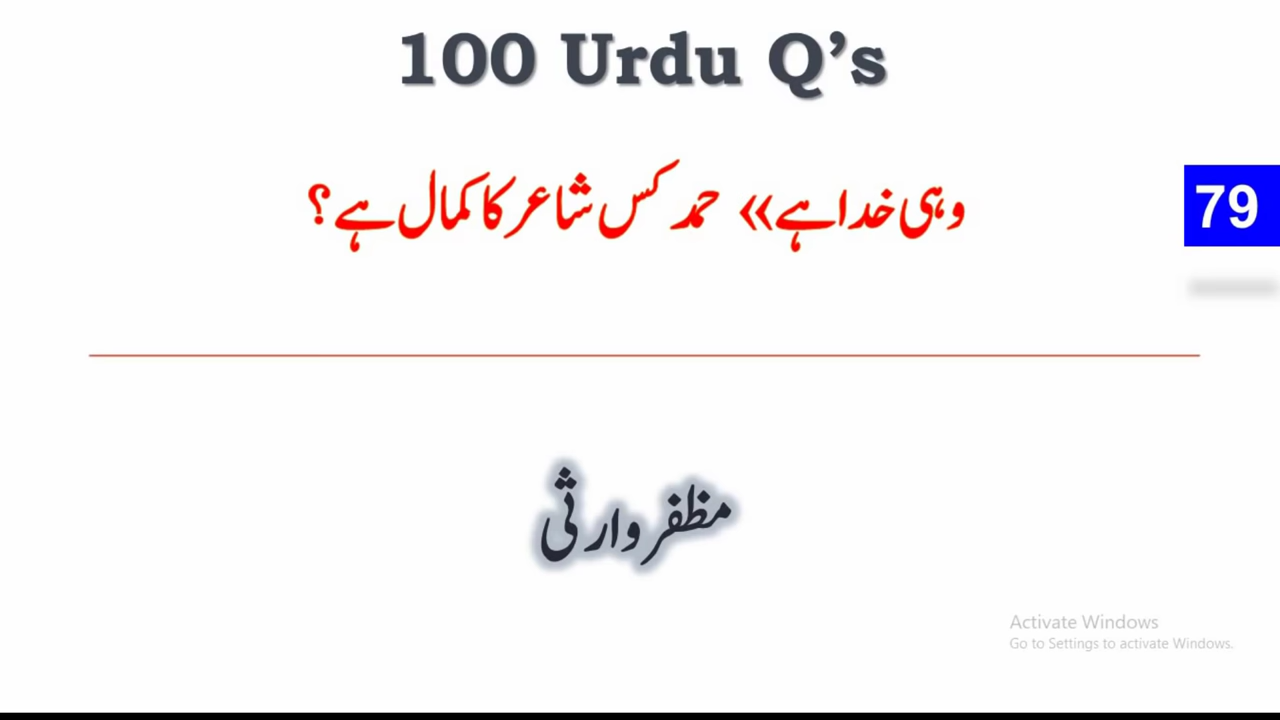 100 Urdu Q’s
وہی خدا ہے» حمد کس شاعر کا کمال ہے؟
79
مظفر وارثی
Activate Windows
Go to Settings to activate Windows.